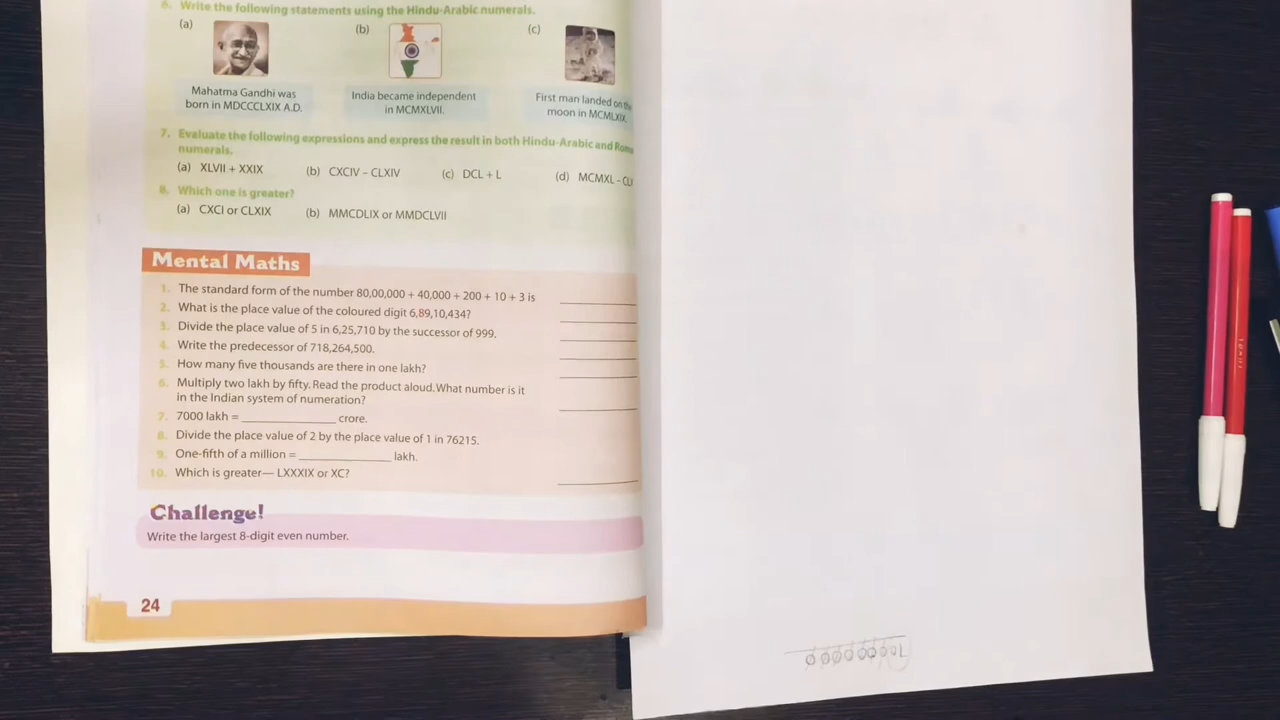 6. Write the following statements using the Hindu-Arabic numerals.
(a) (b) (c)
Mahatma Gandhi was
born in MDCCCLXIX A.D.
India became independent
in MCMXLVII.
First man landed on the
moon in MCMLXIX.
7. Evaluate the following expressions and express the result in both Hindu-Arabic and Roma
numerals.
(a) XLVII + XXIX (b) CXCIV – CLXIV (c) DCL + L (d) MCMXL –
8. Which one is greater?
(a) CXCI or CLXIX (b) MMCDLIX or MMDCLVII
Mental Maths
1. The standard form of the number 80,00,000 + 40,000 + 200 + 10 + 3 is
2. What is the place value of the coloured digit 6,89,10,434?
3. Divide the place value of 5 in 6,25,710 by the successor of 999.
4. Write the predecessor of 718,264,500.
5. How many five thousands are there in one lakh?
6. Multiply two lakh by fifty. Read the product aloud. What number is it
in the Indian system of numeration?
7. 7000 lakh = ______________ crore.
8. Divide the place value of 2 by the place value of 1 in 76215.
9. One-fifth of a million = ______________ lakh.
10. Which is greater— LXXXIX or XC?
Challenge!
Write the largest 8-digit even number.
24